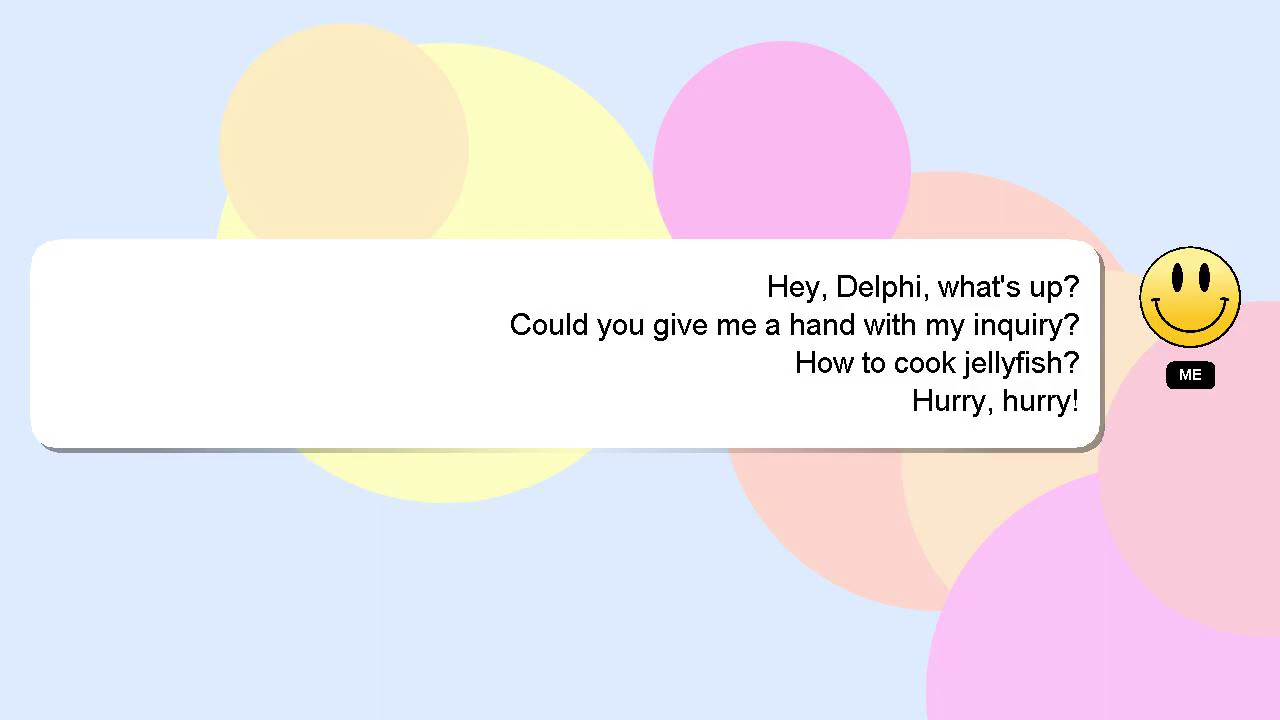 Hey, Delphi, what's up?
Could you give me a hand with my inquiry?
How to cook jellyfish?
Hurry, hurry!
ME